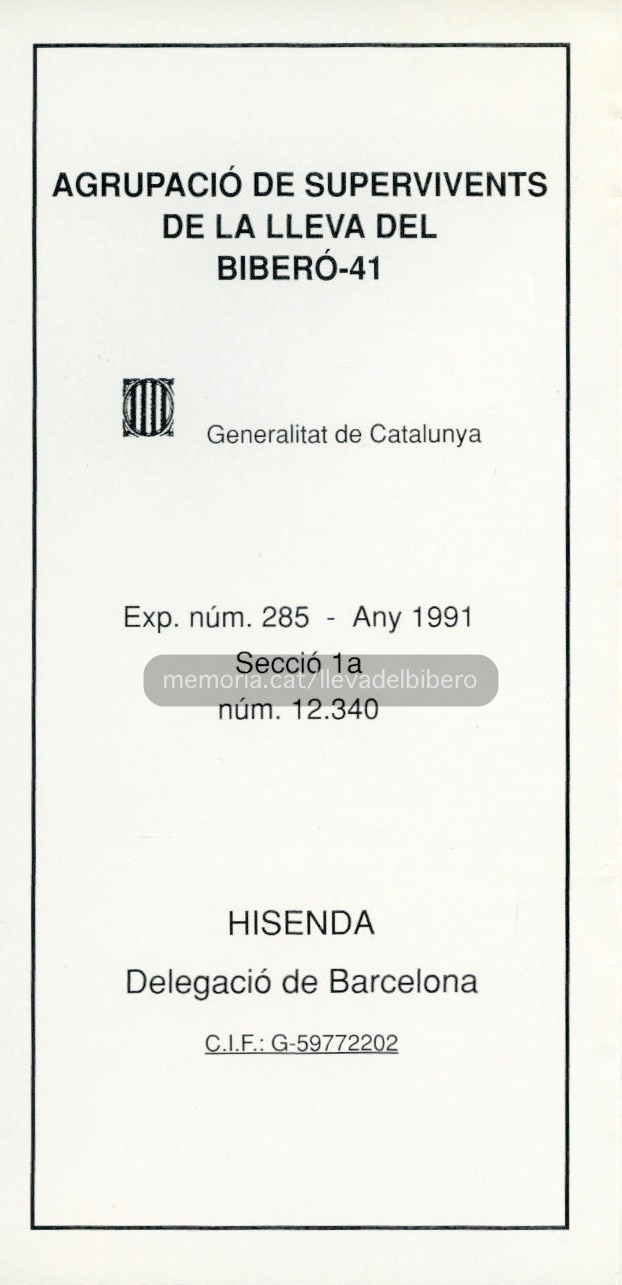 AGRUPACIÓ DE SUPERVIVENTS
DE LA LLEVA DEL
BIBERÓ-41
Generalitat de Catalunya
Exp. núm. 285 - Any 1991
Secció 1a
memoria.cat/llevadelbibero
núm. 12.340
HISENDA
Delegació de Barcelona
C.I.F.: G-59772202